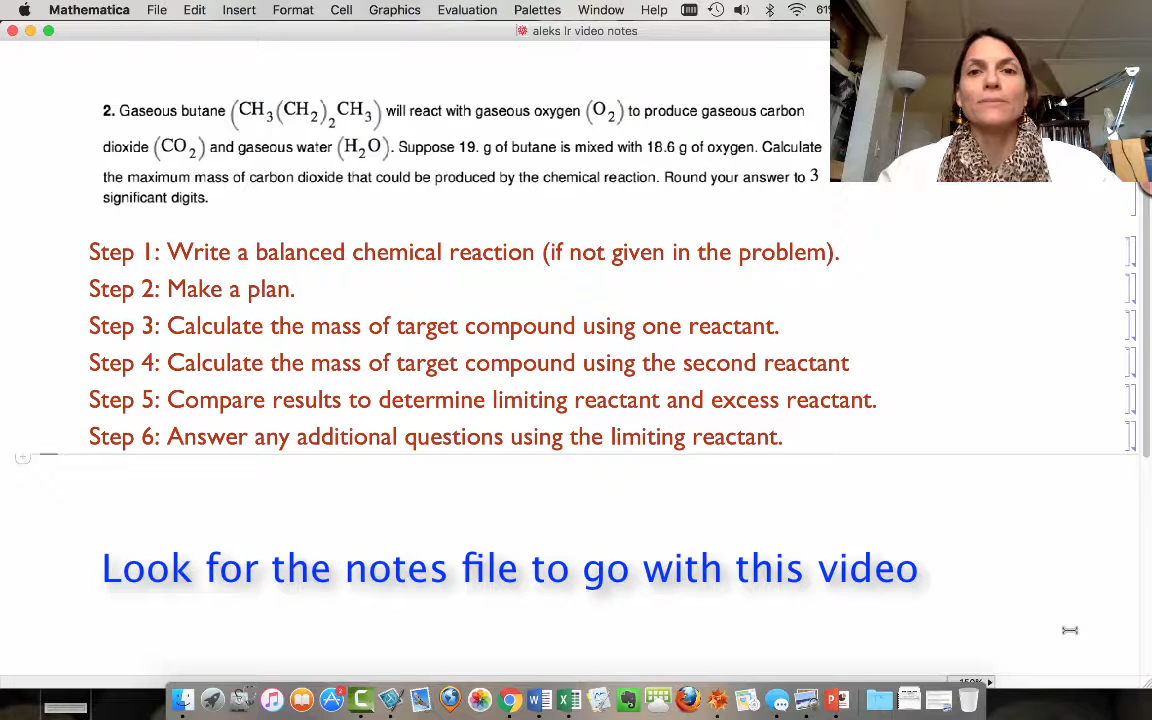 Mathematica File Edit Insert Format Cell Graphics Evaluation Palettes Window Help
aleks lr video notes
2. Gaseous butane (CH3(CH2)2CH3) will react with gaseous oxygen (O2) to produce gaseous carbon
dioxide (CO2) and gaseous water (H2O). Suppose 19. g of butane is mixed with 18.6 g of oxygen. Calculate
the maximum mass of carbon dioxide that could be produced by the chemical reaction. Round your answer to 3
significant digits.
Step 1: Write a balanced chemical reaction (if not given in the problem).
Step 2: Make a plan.
Step 3: Calculate the mass of target compound using one reactant.
Step 4: Calculate the mass of target compound using the second reactant
Step 5: Compare results to determine limiting reactant and excess reactant.
Step 6: Answer any additional questions using the limiting reactant.
Look for the notes file to go with this video